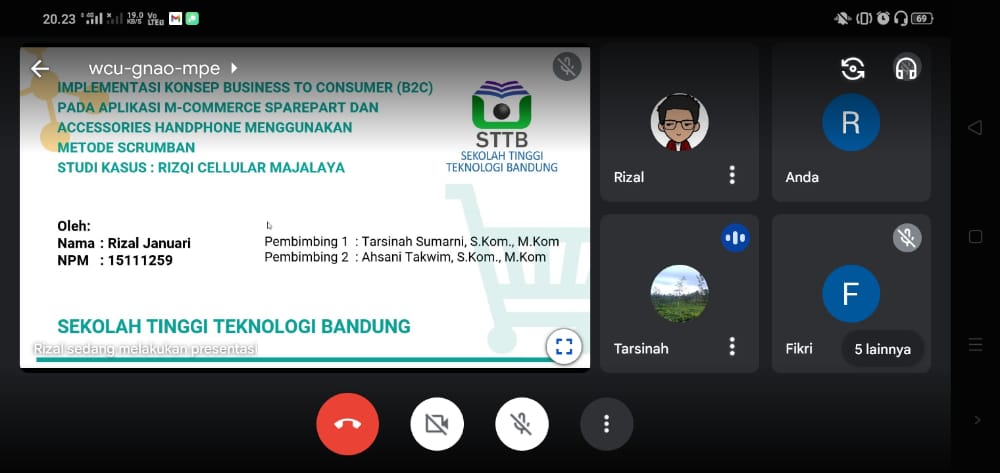 20.23
4G
19.0 KB/S
Vo LTE
69
wcu-gnao-mpe
IMPLEMENTASI KONSEP BUSINESS TO CONSUMER (B2C)
PADA APLIKASI M-COMMERCE SPAREPART DAN
ACCESSORIES HANDPHONE MENGGUNAKAN
METODE SCRUMBAN
STUDI KASUS : RIZQI CELLULAR MAJALAYA
STTB
SEKOLAH TINGGI
TEKNOLOGI BANDUNG
Oleh:
Nama : Rizal Januari
NPM : 15111259
Pembimbing 1 : Tarsinah Sumarni, S.Kom., M.Kom
Pembimbing 2 : Ahsani Takwim, S.Kom., M.Kom
SEKOLAH TINGGI TEKNOLOGI BANDUNG
Rizal sedang melakukan presentasi
Rizal
R
Anda
Tarsinah
F
Fikri
5 lainnya